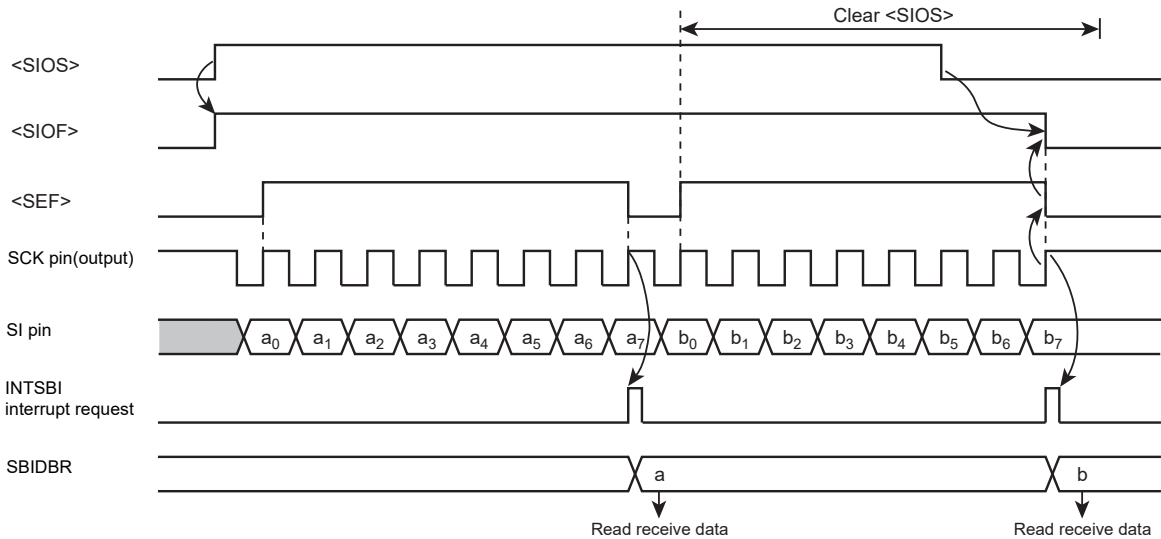 Clear <SIOS>
<SIOS>
<SIOF>
<SEF>
SCK pin(output)
SI pin
a0 a1 a2 a3 a4 a5 a6 a7 b0 b1 b2 b3 b4 b5 b6 b7
INTSBI
interrupt request
SBIDBR
a b
Read receive data Read receive data